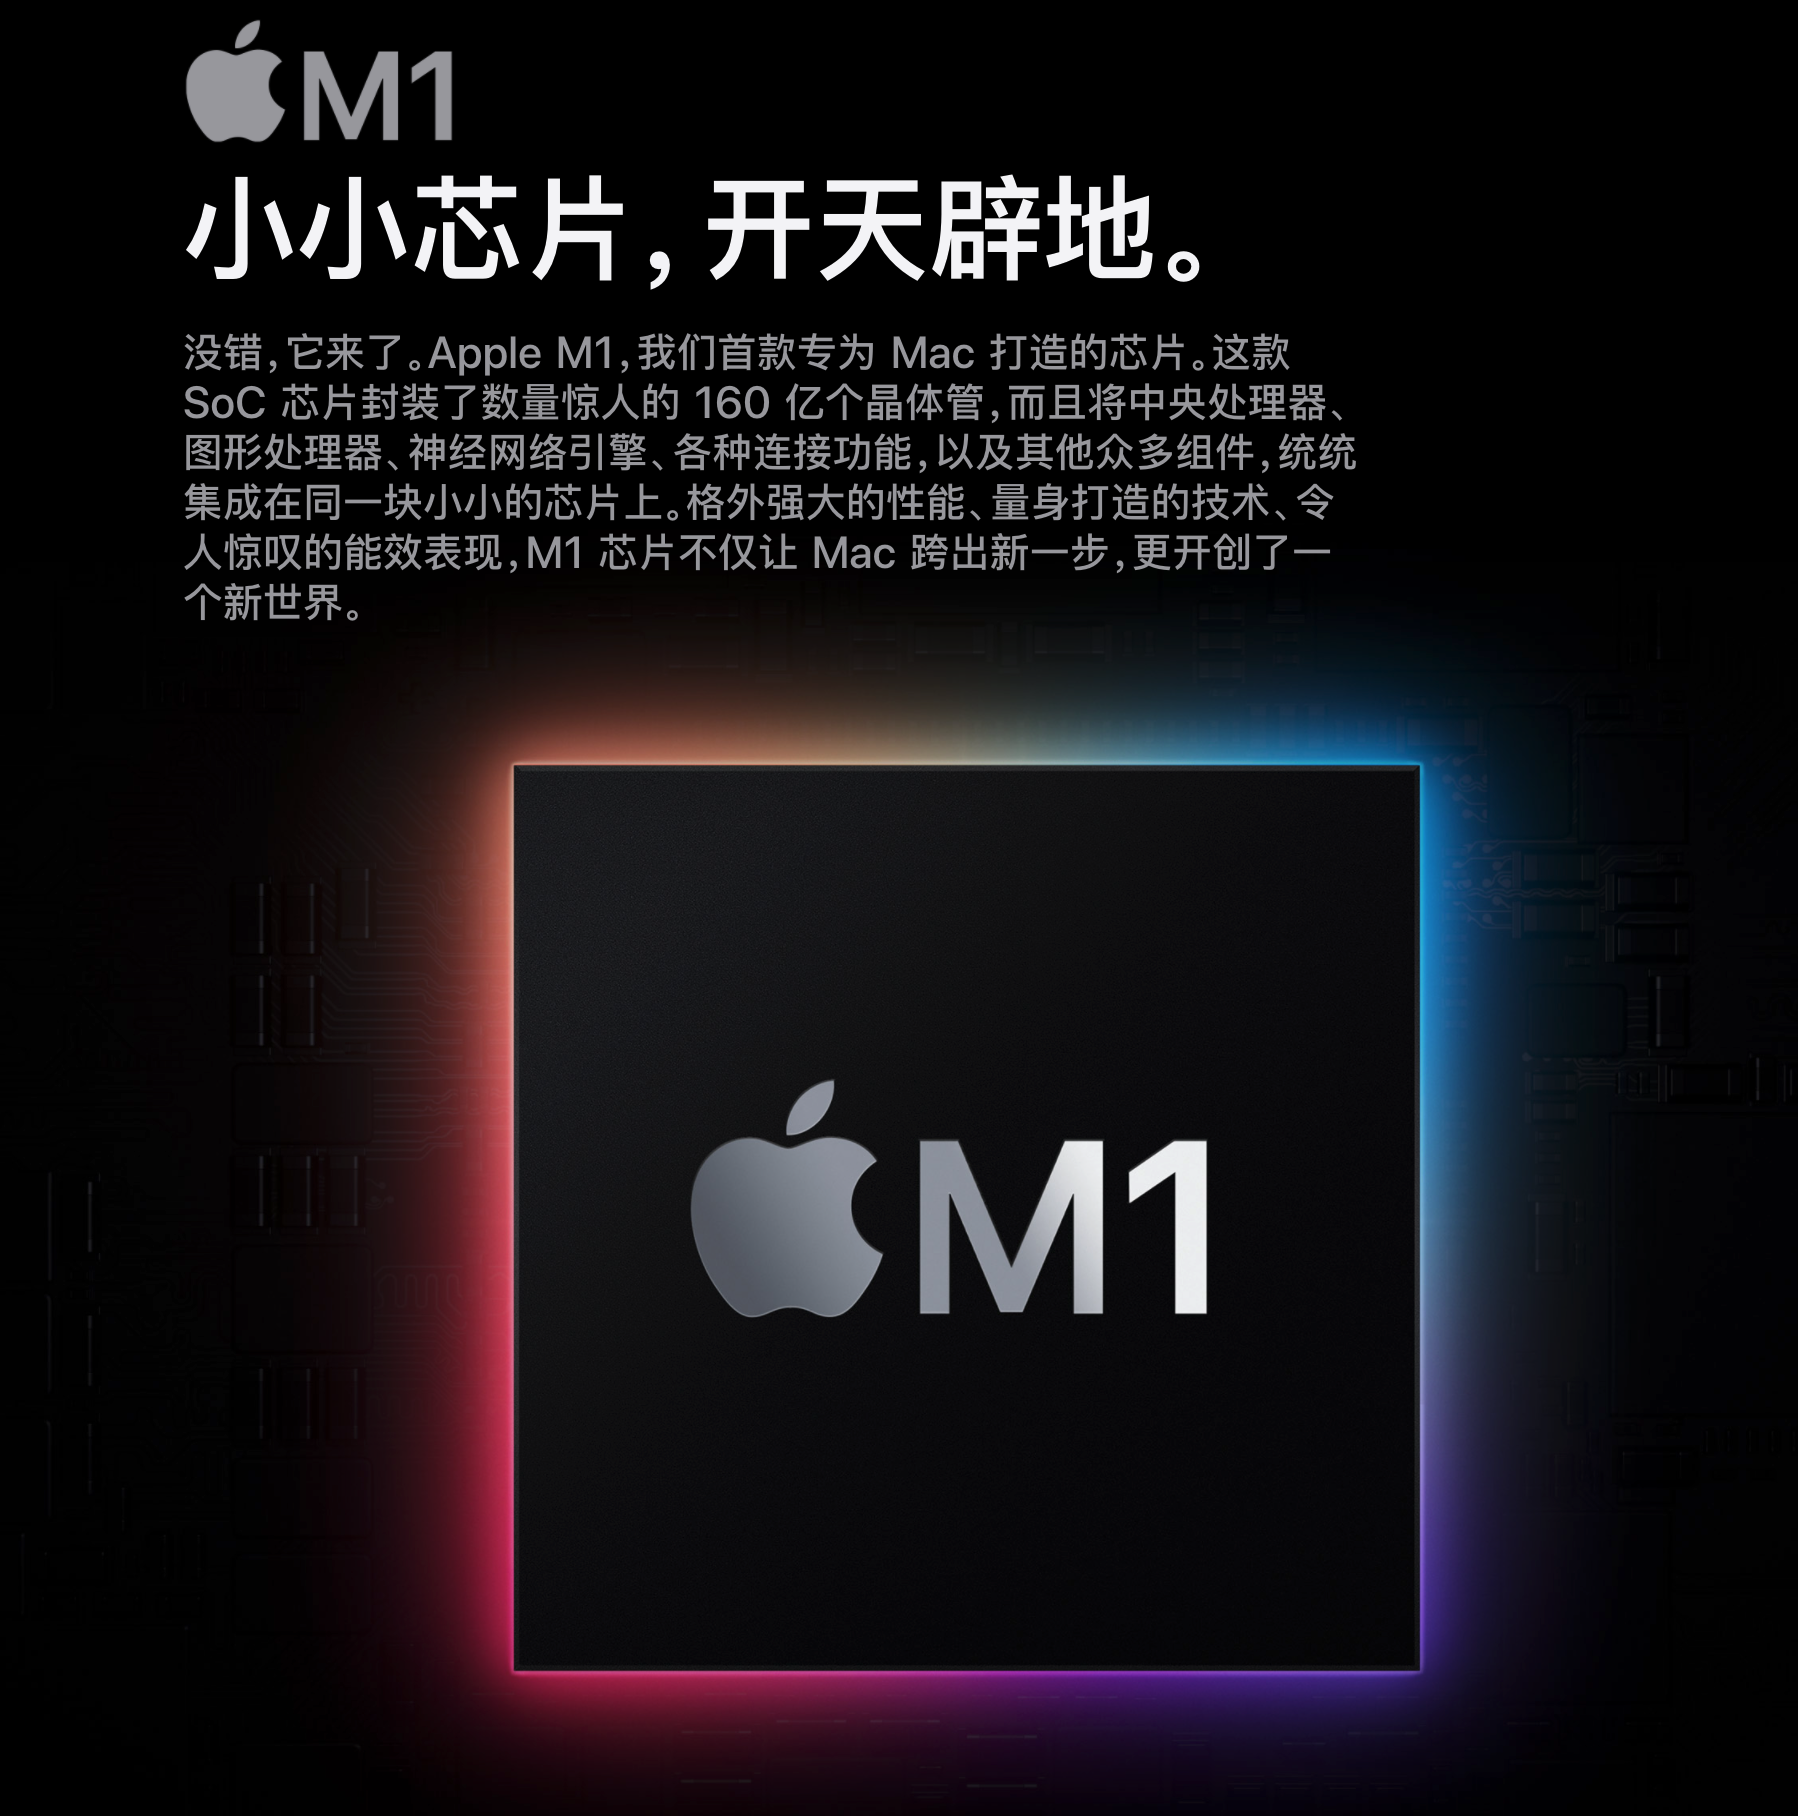 M1
小小芯片，开天辟地。
没错，它来了。Apple M1，我们首款专为 Mac 打造的芯片。这款
SoC 芯片封装了数量惊人的 160 亿个晶体管，而且将中央处理器、
图形处理器、神经网络引擎、各种连接功能，以及其他众多组件，统统
集成在同一块小小的芯片上。格外强大的性能、量身打造的技术、令
人惊叹的能效表现，M1 芯片不仅让 Mac 跨出新一步，更开创了一
个新世界。
M1